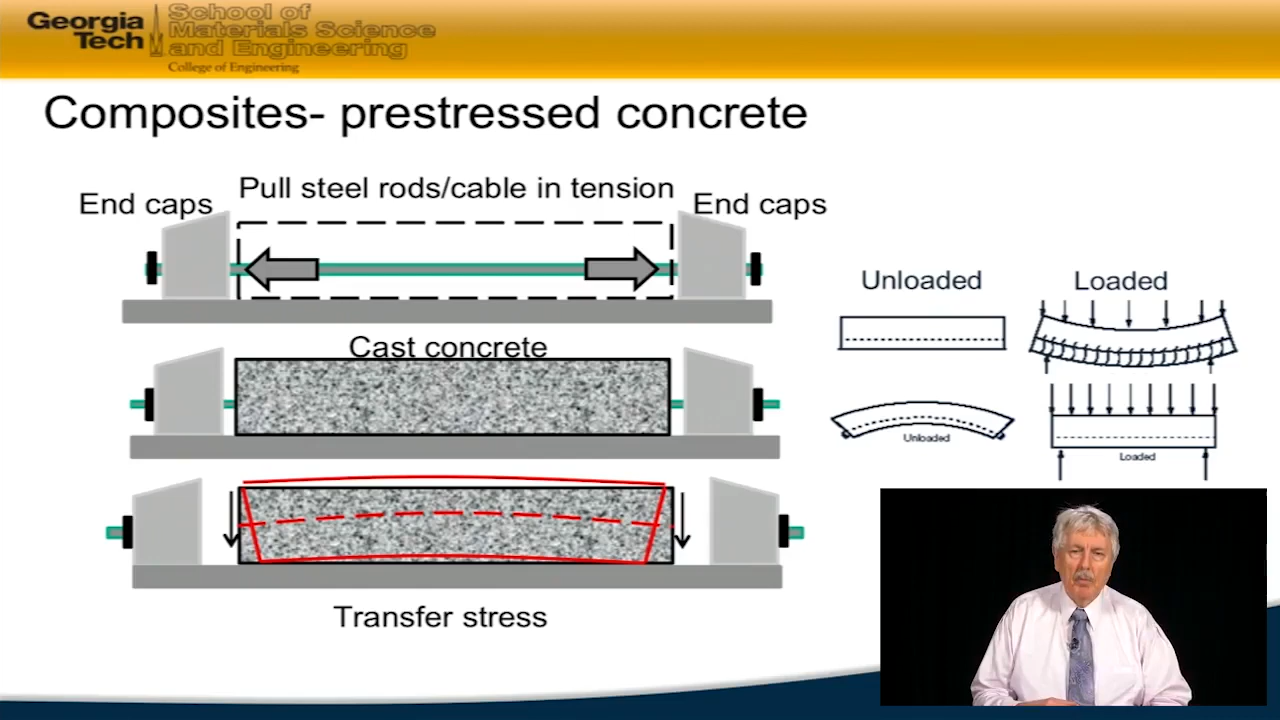 Georgia Tech
School of
Materials Science
and Engineering
College of Engineering
Composites- prestressed concrete
Pull steel rods/cable in tension
End caps
End caps
Unloaded
Loaded
Cast concrete
Unloaded
Loaded
Transfer stress